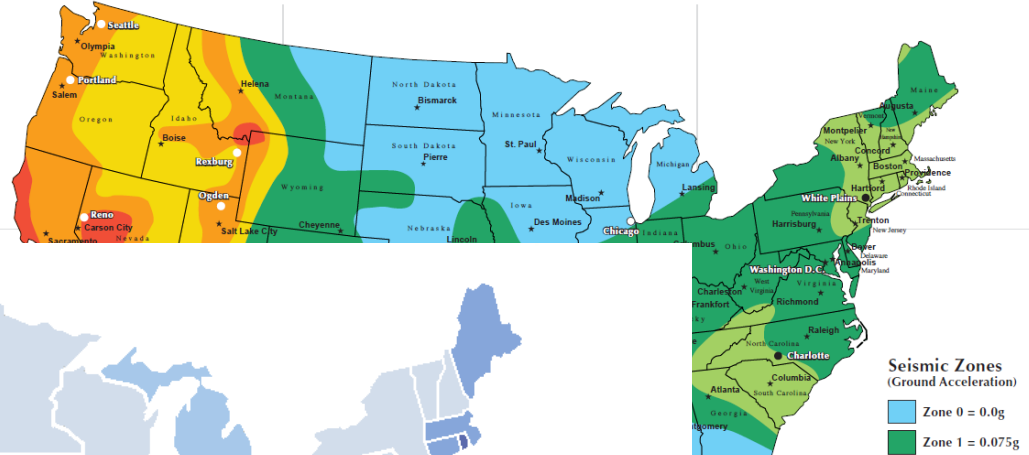 Seattle
Olympia
Washington
Portland
Salem
Oregon
Idaho
Boise
Helena
Montana
Rexburg
Ogden
Reno
Carson City
Sacramento
Nevada
Salt Lake City
Wyoming
Cheyenne
North Dakota
Bismarck
South Dakota
Pierre
Nebraska
Lincoln
Minnesota
St. Paul
Wisconsin
Madison
Iowa
Des Moines
Chicago
Michigan
Lansing
Indiana
mbus
Ohio
Maine
Augusta
Vermont
Montpelier
New Hampshire
New York
Concord
Albany
Boston
Massachusetts
Providence
Rhode Island
Hartford
Connecticut
White Plains
Pennsylvania
Harrisburg
Trenton
New Jersey
Dover
Delaware
Annapolis
Maryland
Washington D.C.
West Virginia
Charleston
Virginia
Richmond
Frankfort
ky
e
Raleigh
North Carolina
Charlotte
Columbia
South Carolina
Atlanta
Georgia
tgomery
Seismic Zones
(Ground Acceleration)
Zone 0 = 0.0g
Zone 1 = 0.075g